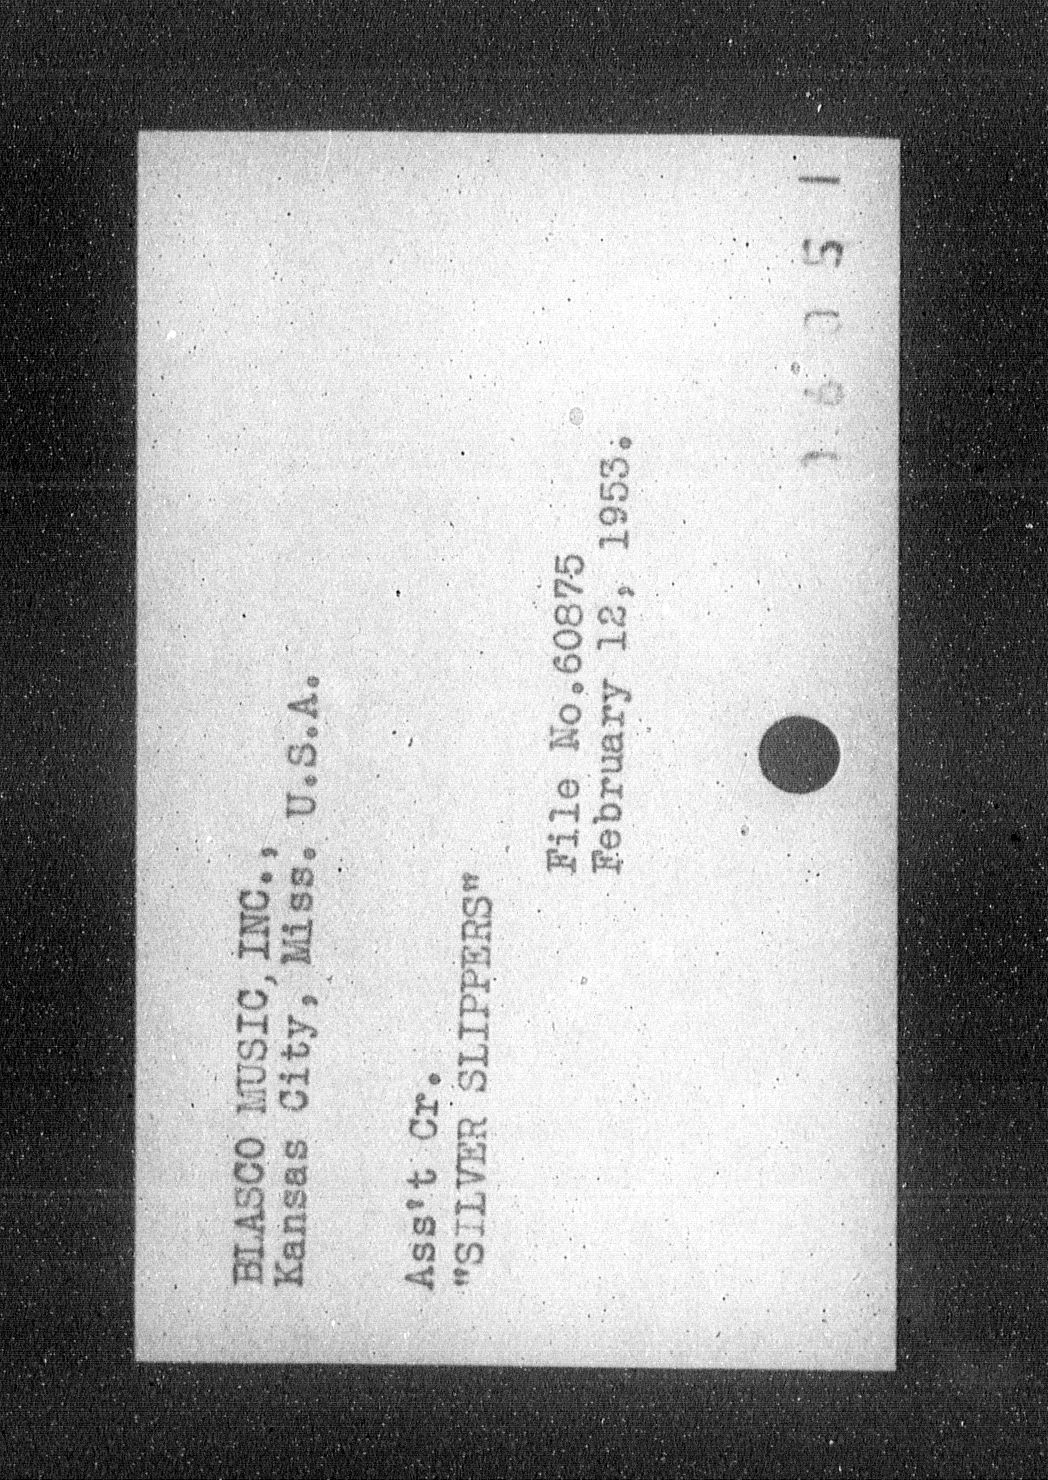 BLASCO MUSIC, INC.,
Kansas City, Miss. U.S.A.
Ass't Cr.
"SILVER SLIPPERS"
File No.60875
February 12, 1953.